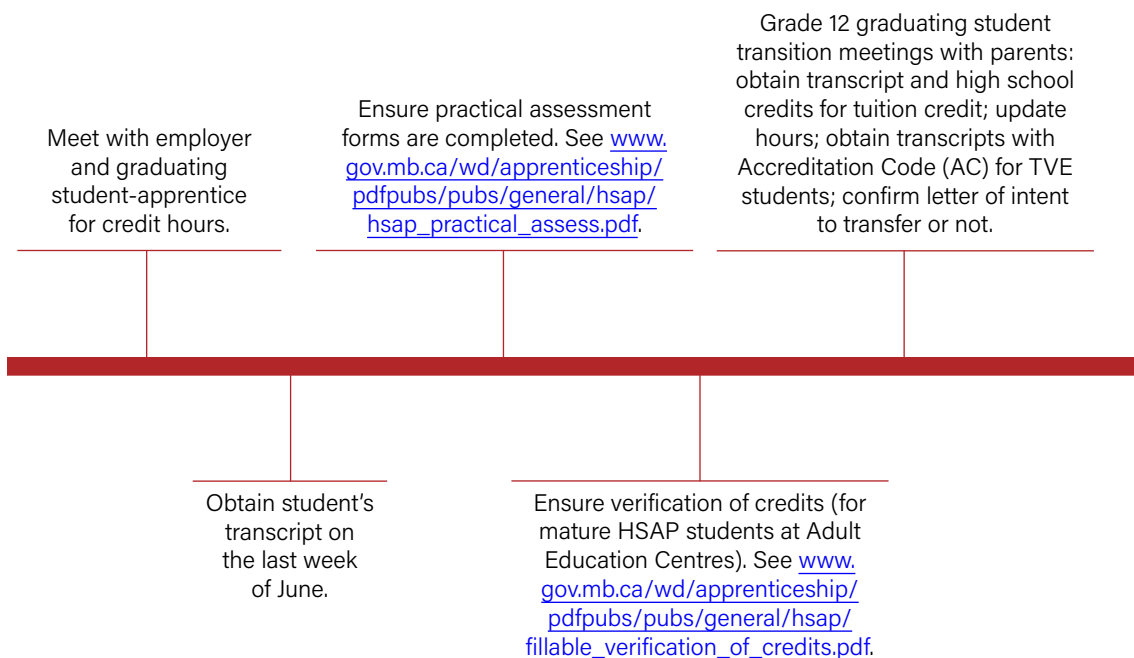 Meet with employer
and graduating
student-apprentice
for credit hours.
Obtain student’s
transcript on
the last week
of June.
Ensure practical assessment
forms are completed. See www.
gov.mb.ca/wd/apprenticeship/
pdfpubs/pubs/general/hsap/
hsap_practical_assess.pdf.
Ensure verification of credits (for
mature HSAP students at Adult
Education Centres). See www.
gov.mb.ca/wd/apprenticeship/
pdfpubs/pubs/general/hsap/
fillable_verification_of_credits.pdf.
Grade 12 graduating student
transition meetings with parents:
obtain transcript and high school
credits for tuition credit; update
hours; obtain transcripts with
Accreditation Code (AC) for TVE
students; confirm letter of intent
to transfer or not.